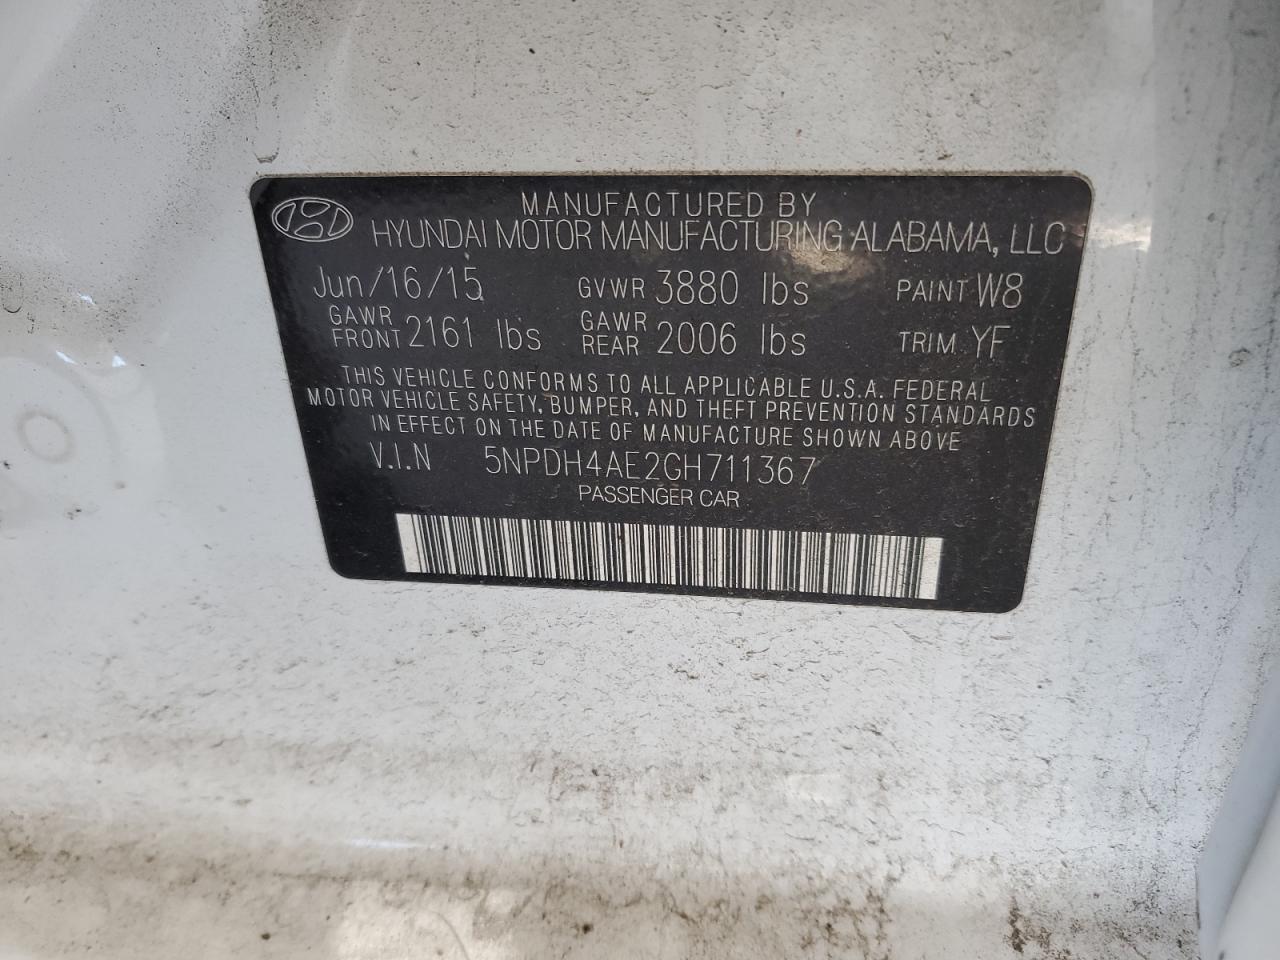 MANUFACTURED BY
HYUNDAI MOTOR MANUFACTURING ALABAMA, LLC
Jun/16/15 GVWR 3880 lbs PAINT W8
GAWR FRONT 2161 lbs GAWR REAR 2006 lbs TRIM YF
THIS VEHICLE CONFORMS TO ALL APPLICABLE U.S.A. FEDERAL
MOTOR VEHICLE SAFETY, BUMPER, AND THEFT PREVENTION STANDARDS
IN EFFECT ON THE DATE OF MANUFACTURE SHOWN ABOVE
V.I.N 5NPDH4AE2GH711367
PASSENGER CAR